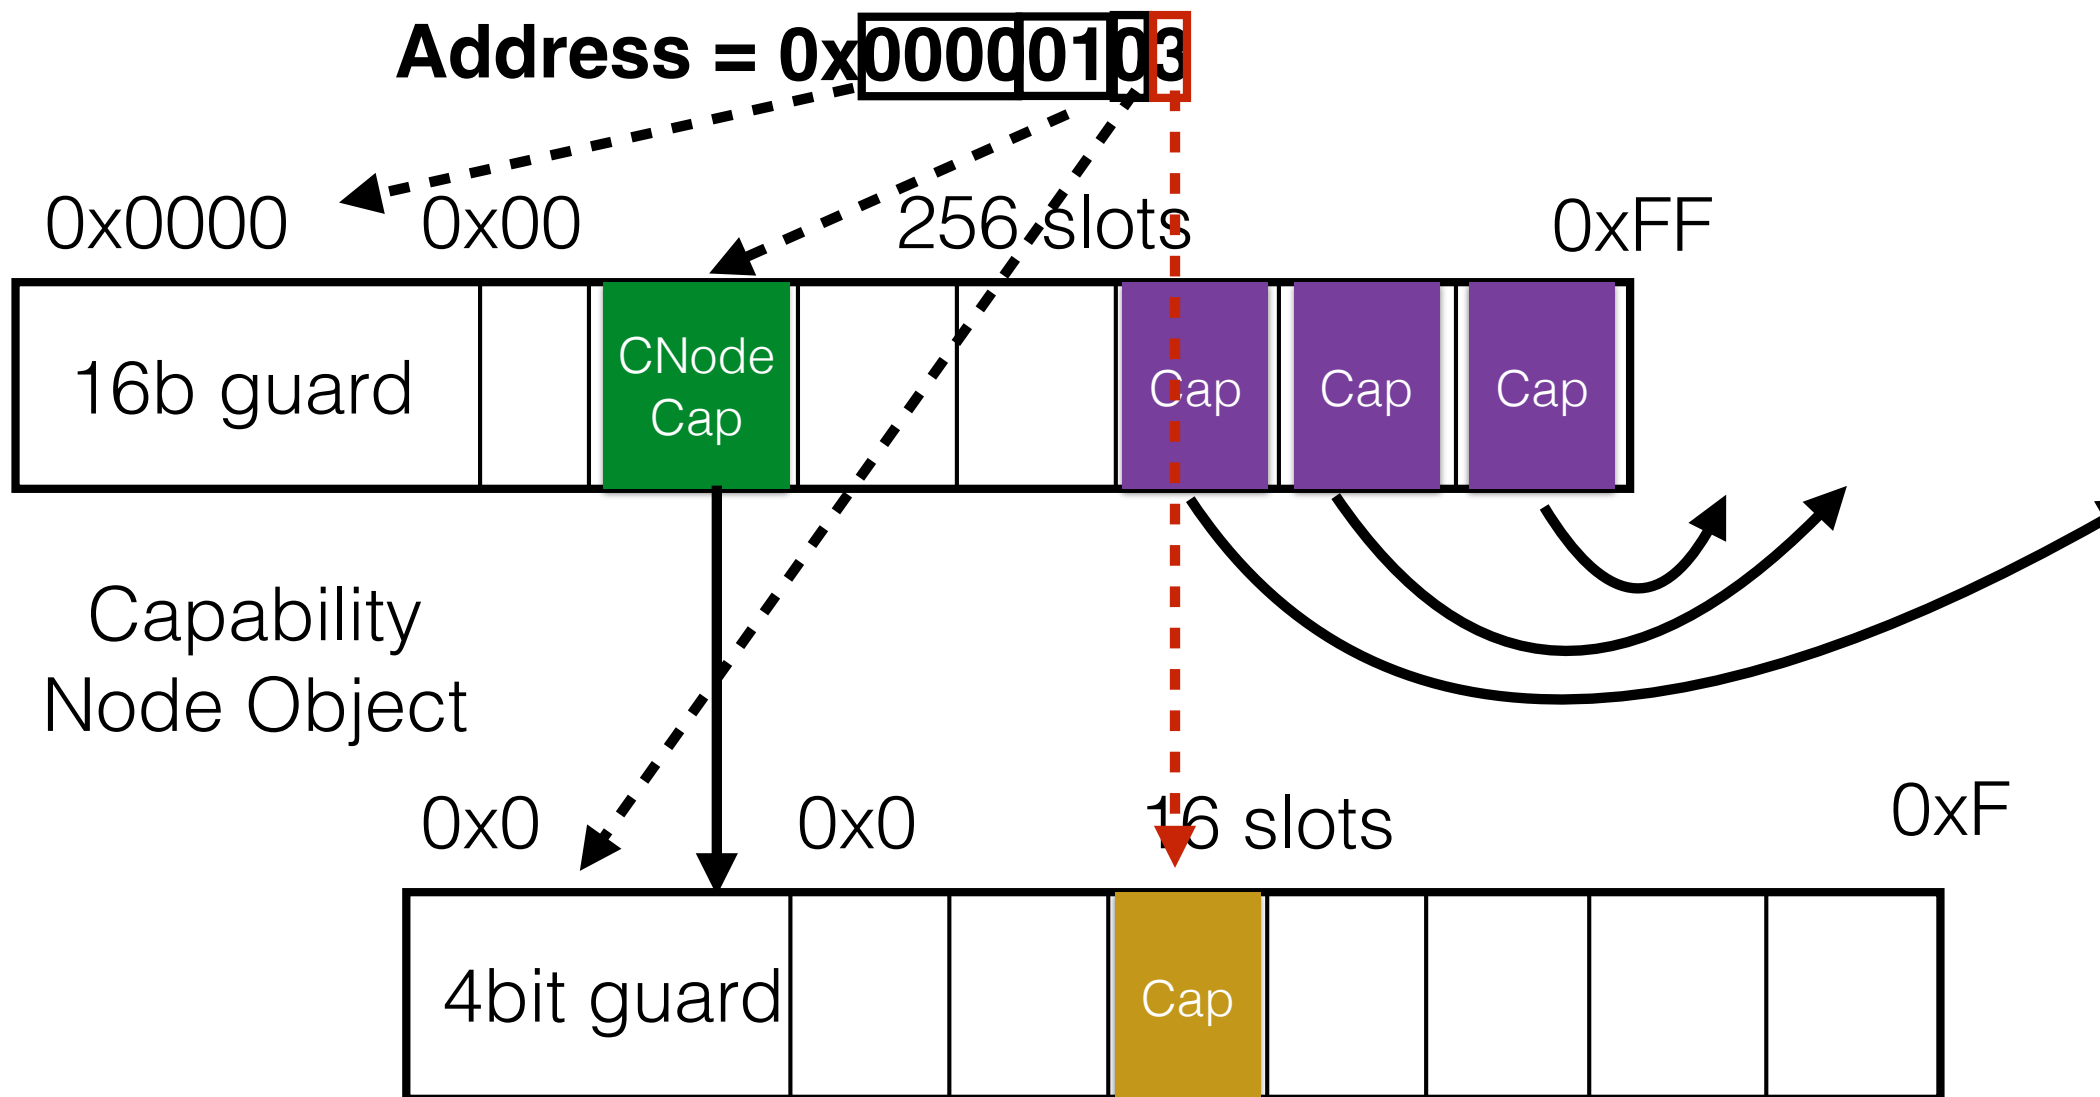 Address = 0x00000103
0x0000 0x00 256 slots 0xFF
16b guard
CNode
Cap
Cap
Cap
Cap
Capability
Node Object
0x0 0x0 16 slots 0xF
4bit guard
Cap